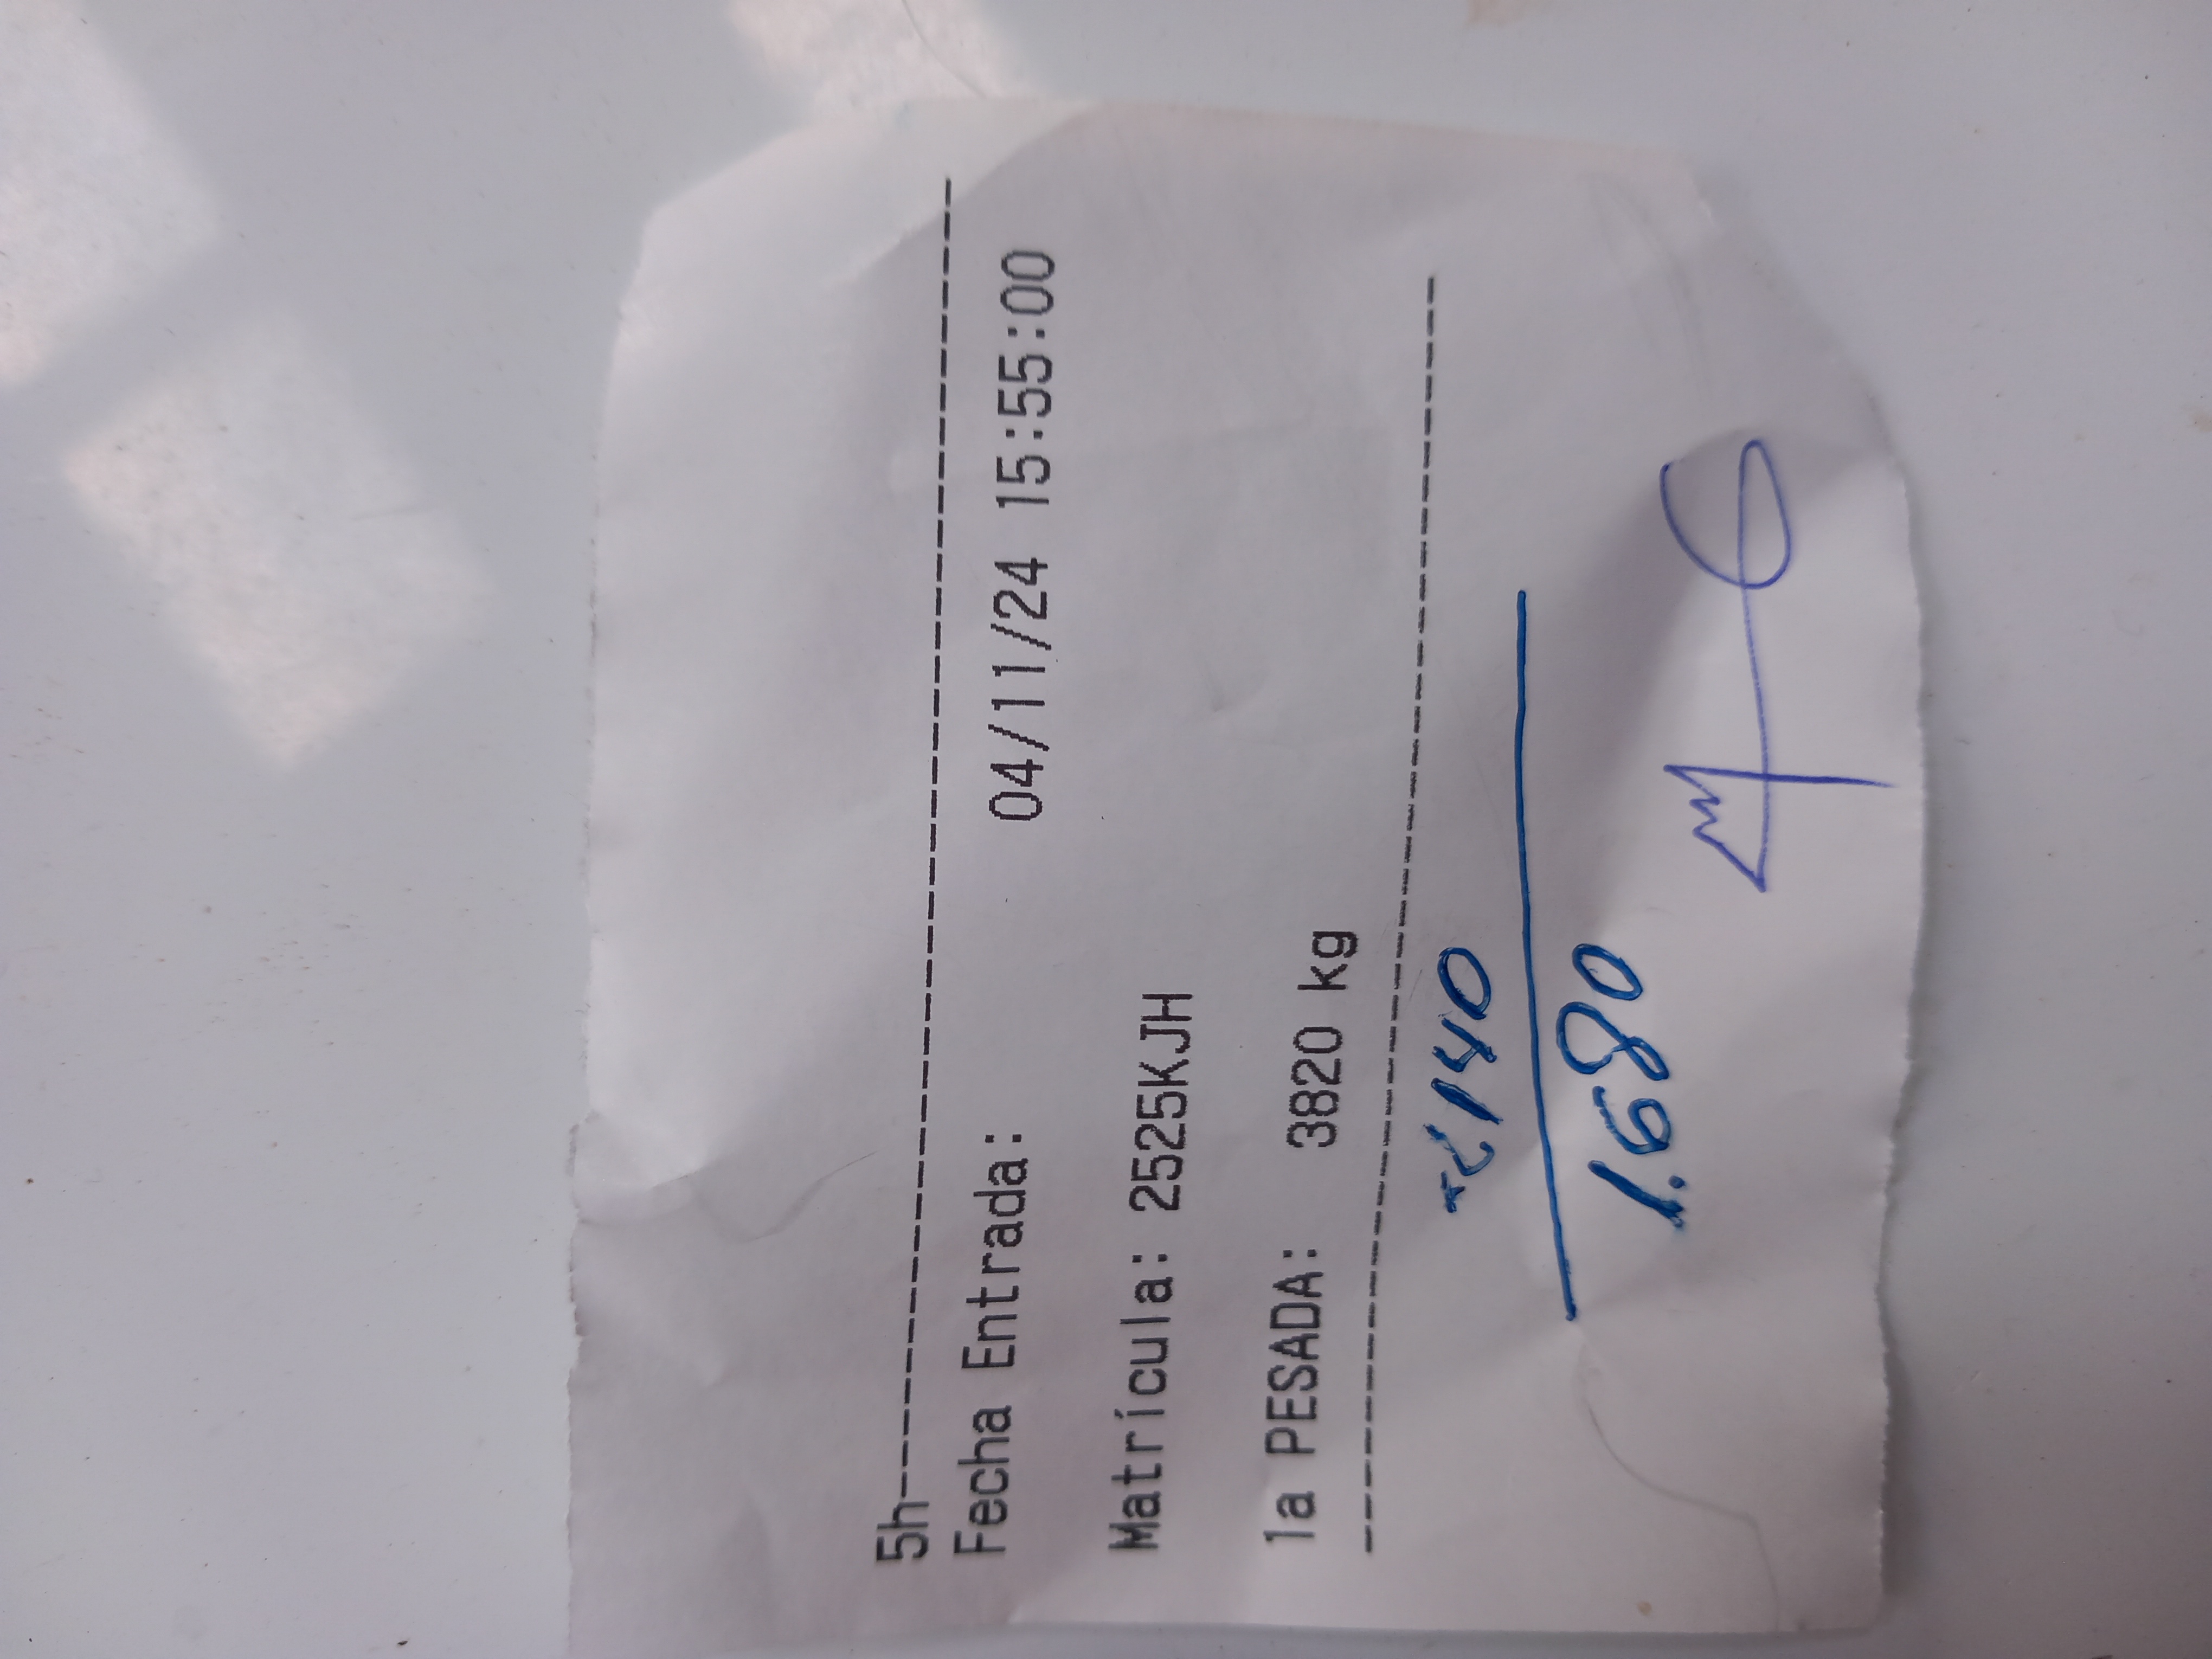 5h--------------------------------------
Fecha Entrada: 04/11/24 15:55:00
Matrícula: 2525KJH
1a PESADA: 3820 kg
----------------------------------------
-2140
1.680